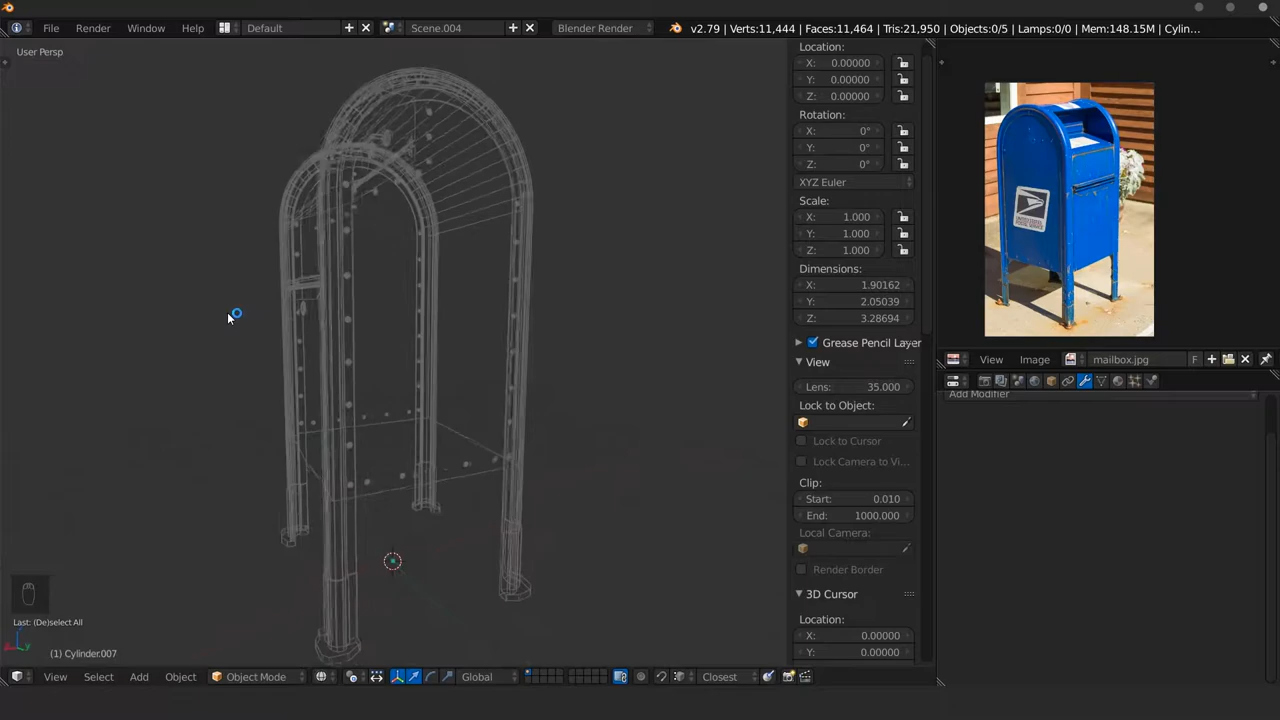 File Render Window Help Default Scene.004 Blender Render v2.79 | Verts:11,444 | Faces:11,464 | Tris:21,950 | Objects:0/5 | Lamps:0/0 | Mem:148.15M | Cylin...
User Persp
Location:
X: 0.00000
Y: 0.00000
Z: 0.00000
Rotation:
X: 0°
Y: 0°
Z: 0°
XYZ Euler
Scale:
X: 1.000
Y: 1.000
Z: 1.000
Dimensions:
X: 1.90162
Y: 2.05039
Z: 3.28694
Grease Pencil Layer
View
Lens: 35.000
Lock to Object:
Lock to Cursor
Lock Camera to Vi...
Clip:
Start: 0.010
End: 1000.000
Local Camera:
Render Border
3D Cursor
Location:
X: 0.00000
Y: 0.00000
View Image mailbox.jpg F
Add Modifier
Last: (De)select All
(1) Cylinder.007
View Select Add Object Object Mode Global Closest